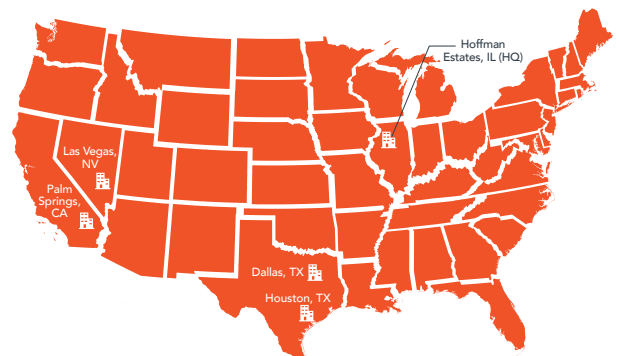 Hoffman
Estates, IL (HQ)
Las Vegas,
NV
Palm
Springs,
CA
Dallas, TX
Houston, TX